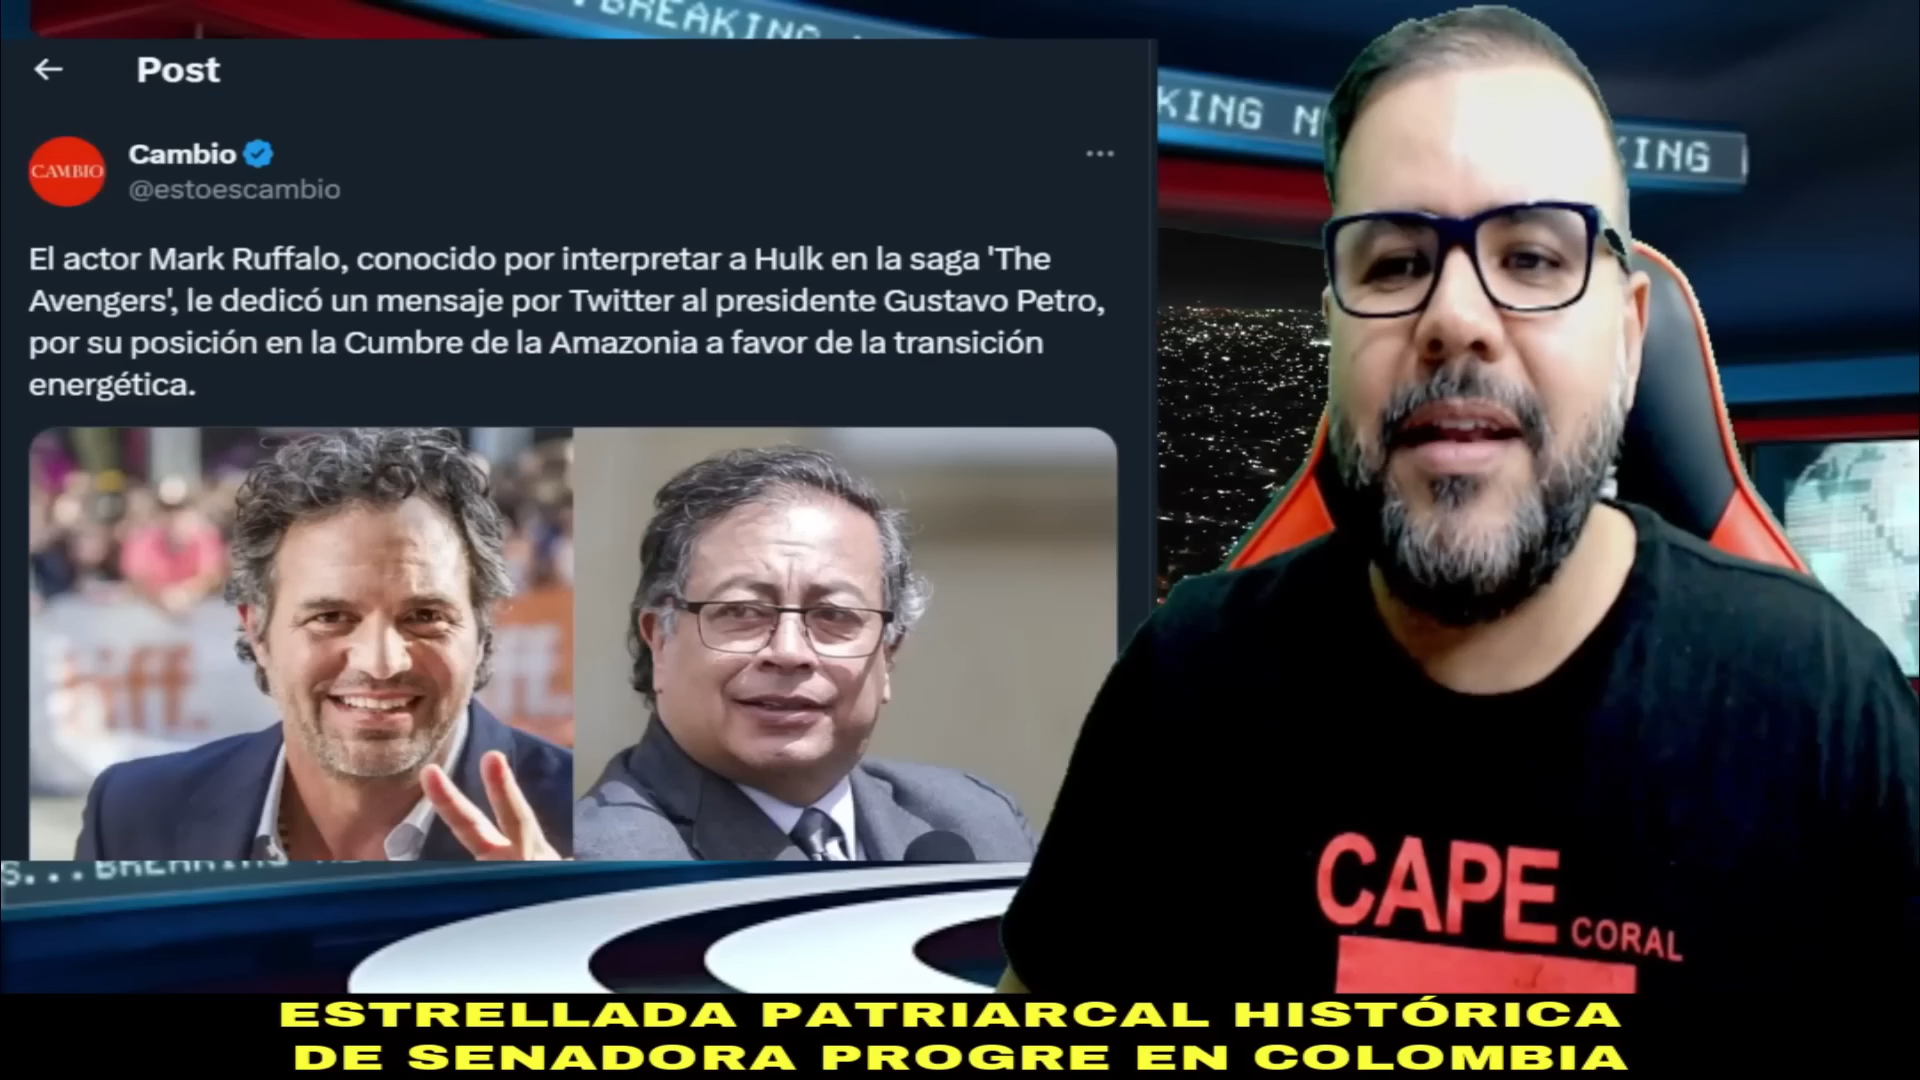 BREAKING
Post
KING N
KING
CAMBIO
Cambio
@estoescambio
El actor Mark Ruffalo, conocido por interpretar a Hulk en la saga 'The
Avengers', le dedicó un mensaje por Twitter al presidente Gustavo Petro,
por su posición en la Cumbre de la Amazonia a favor de la transición
energética.
tiff.
CAPE CORAL
S...BREAKING
ESTRELLADA PATRIARCAL HISTÓRICA
DE SENADORA PROGRE EN COLOMBIA